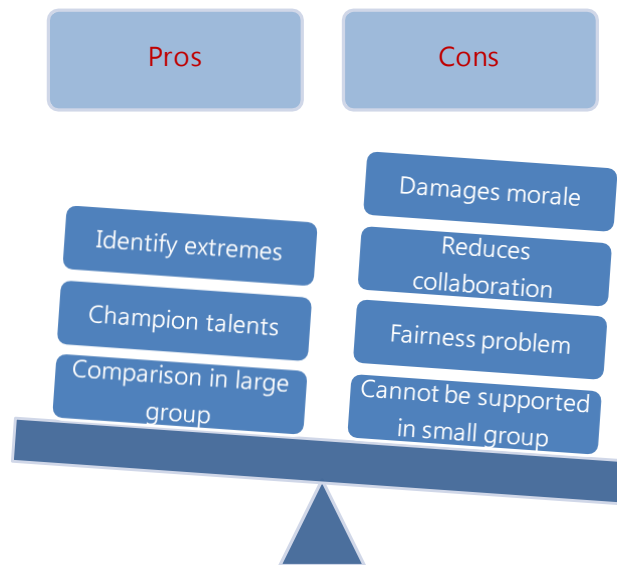 Pros
Cons
Identify extremes
Champion talents
Comparison in large
group
Damages morale
Reduces
collaboration
Fairness problem
Cannot be supported
in small group